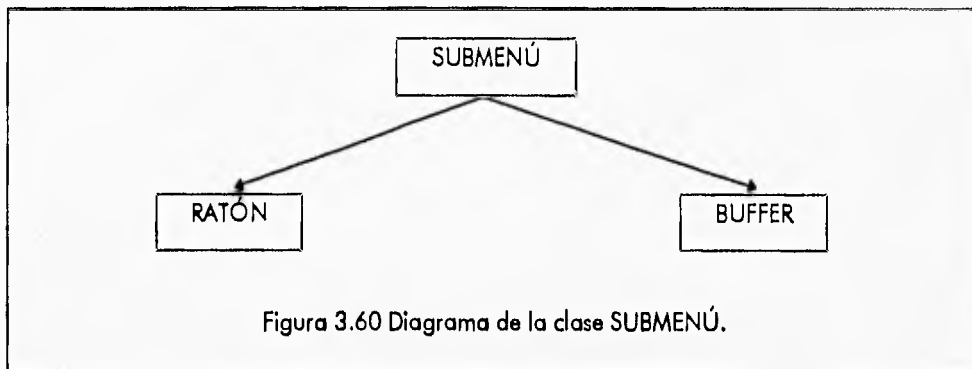 SUBMENÚ
RATÓN
BUFFER
Figura 3.60 Diagrama de la clase SUBMENÚ.